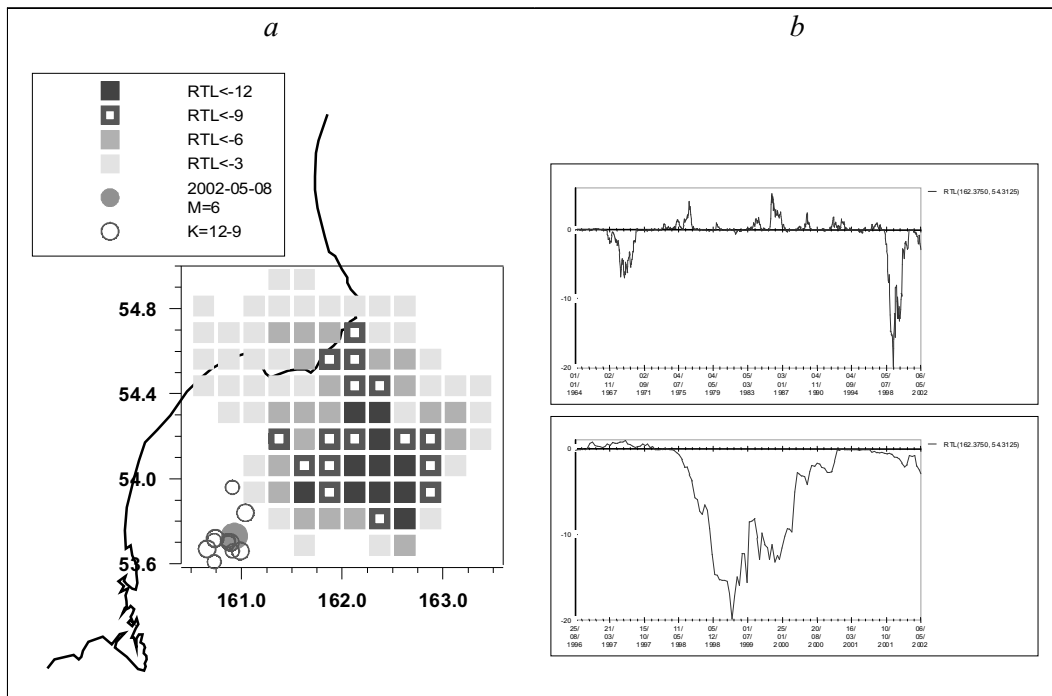 a
b
RTL<-12
RTL<-9
RTL<-6
RTL<-3
2002-05-08
M=6
K=12-9
54.8
54.4
54.0
53.6
161.0 162.0 163.0
RTL(162.3750, 54.3125)
0
-10
-20
01/ 02/ 02/ 04/ 04/ 05/ 04/ 04/ 04/ 05/ 06/
01/ 11/ 09/ 07/ 05/ 03/ 01/ 11/ 09/ 07/ 05/
1964 1967 1971 1975 1979 1983 1987 1990 1994 1998 2002
RTL(162.3750, 54.3125)
0
-10
-20
25/ 21/ 15/ 11/ 05/ 01/ 25/ 20/ 16/ 10/ 06/
08/ 03/ 10/ 05/ 12/ 07/ 01/ 08/ 03/ 10/ 05/
1996 1997 1997 1998 1998 1999 2000 2000 2001 2001 2002